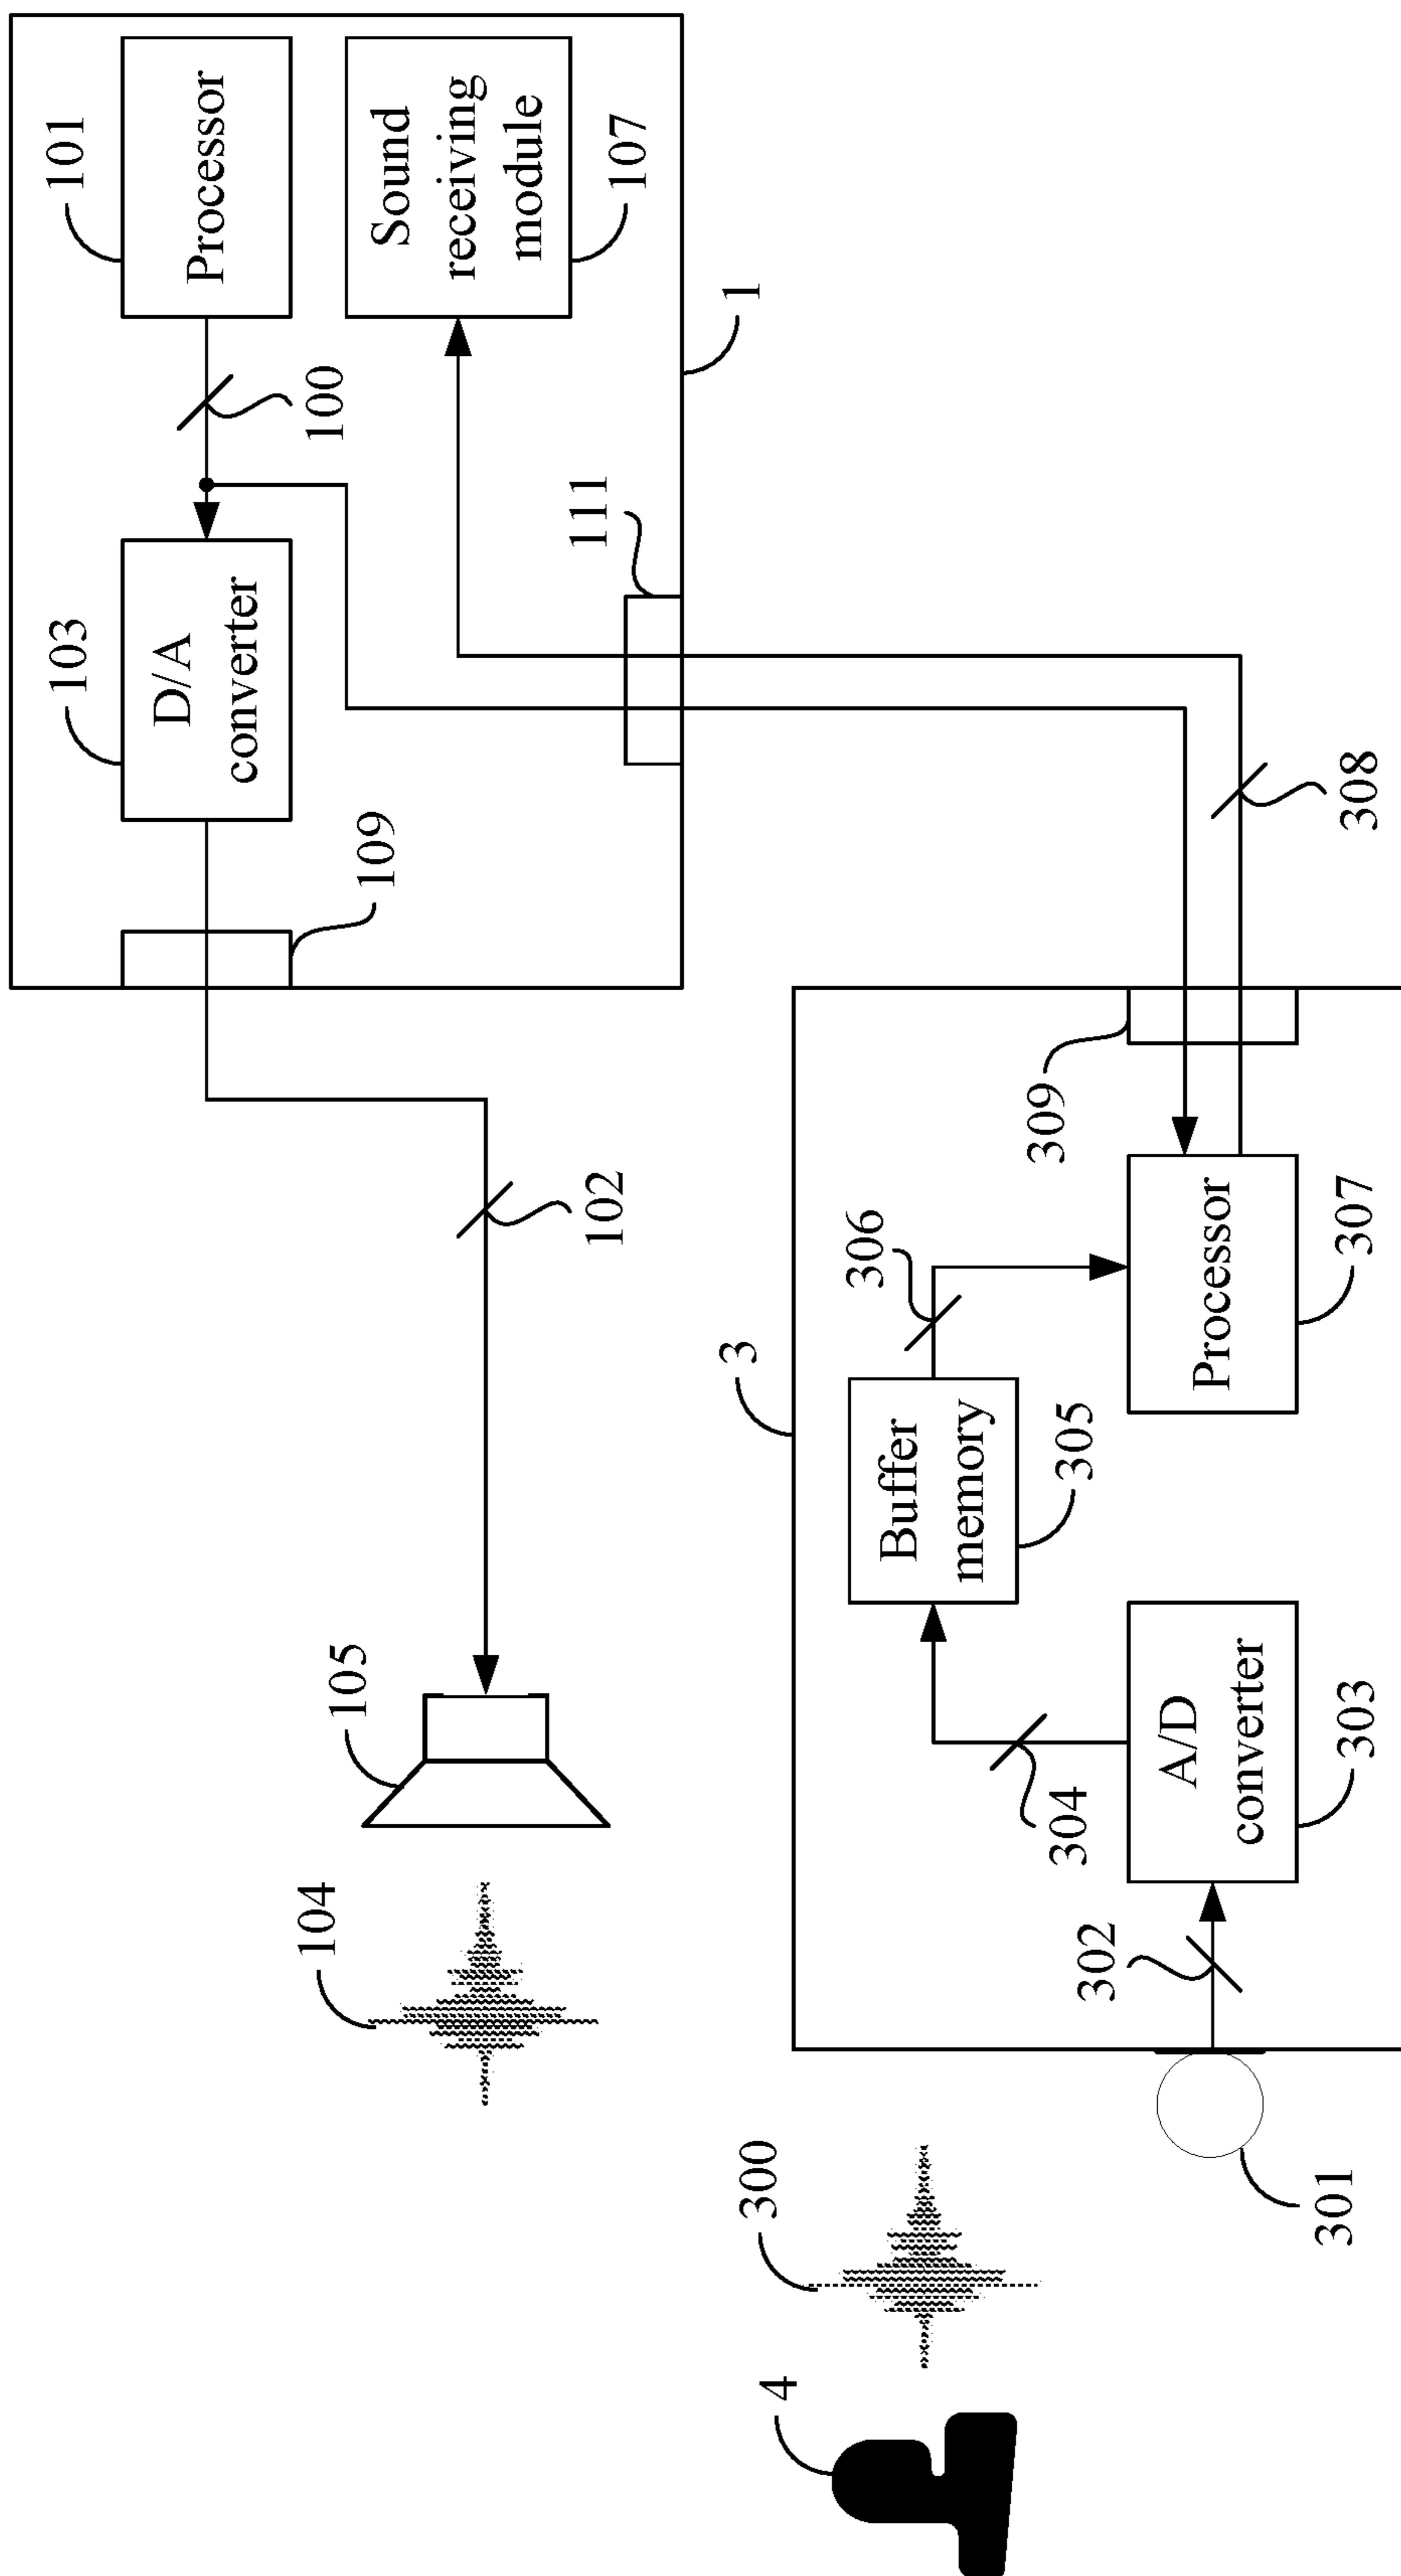 103
101
D/A
converter
Processor
104
105
109
100
Sound
receiving
module
111
102
107
1
3
300
4
306
Buffer
memory
309
304
305
302
A/D
converter
Processor
301
303
307
308